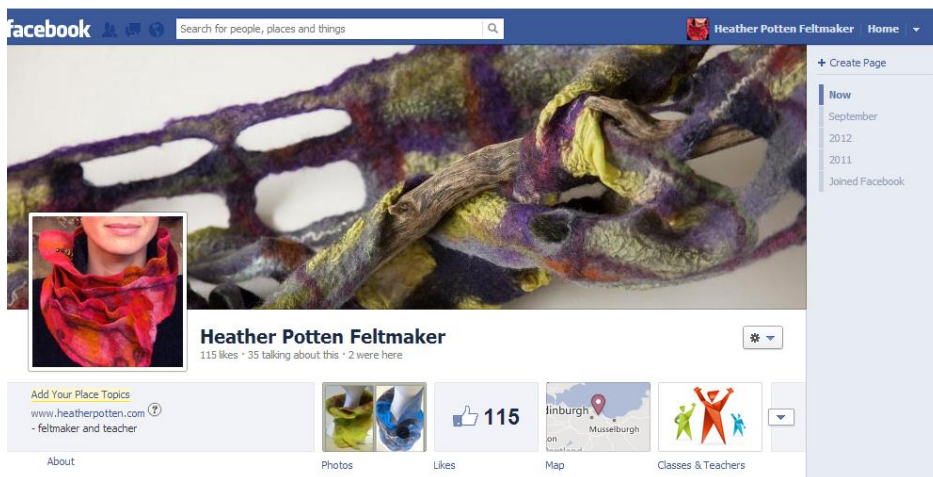 facebook
Search for people, places and things
Heather Potten Feltmaker
Home
+ Create Page
Now
September
2012
2011
Joined Facebook
Heather Potten Feltmaker
115 likes · 35 talking about this · 2 were here
Add Your Place Topics
www.heatherpotten.com ?
- feltmaker and teacher
About
115
inburgh
Musselburgh
on
Photos
Likes
Map
Classes & Teachers